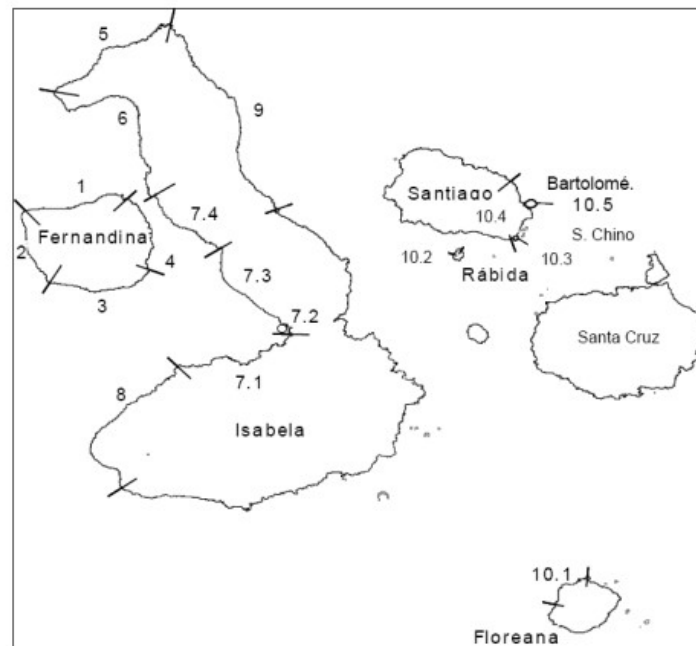 5
9
6
1
Santiago
Bartolomé.
10.5
7.4
10.4
S. Chino
Fernandina
10.2
10.3
2
4
Rábida
7.3
3
7.2
Santa Cruz
7.1
8
Isabela
10.1
Floreana